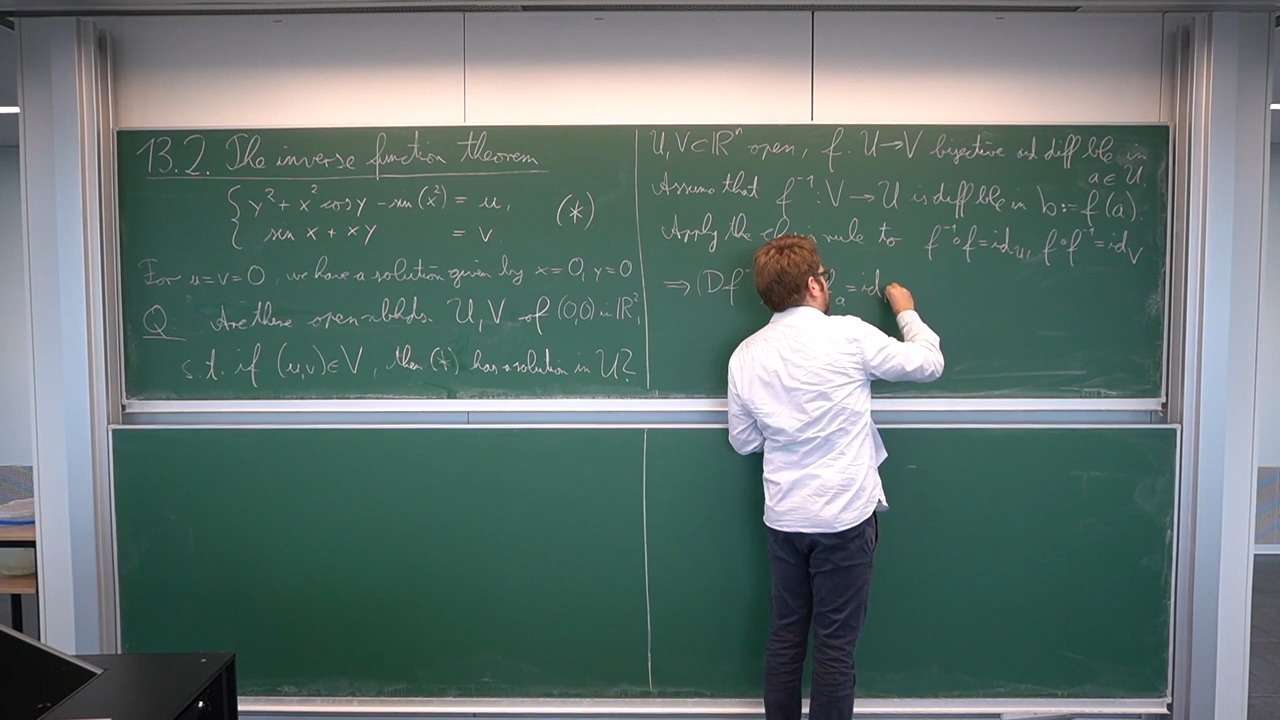 13.2. The inverse function theorem
y² + x² cos y - sin(x²) = u,
sin x + xy = v
(*)
For u=v=0, we have a solution given by x=0, y=0
Q: Are there open nbhds. U, V of (0,0) in ℝ²,
s.t. if (u,v)∈V, then (*) has a solution in U?
U, V ⊂ ℝⁿ open, f: U→V bijective and diff'ble in
a∈U.
Assume that f⁻¹: V→U is diff'ble in b:= f(a).
Apply the chain rule to f⁻¹∘f = id_U, f∘f⁻¹ = id_V
⇒ (Df⁻ a = id